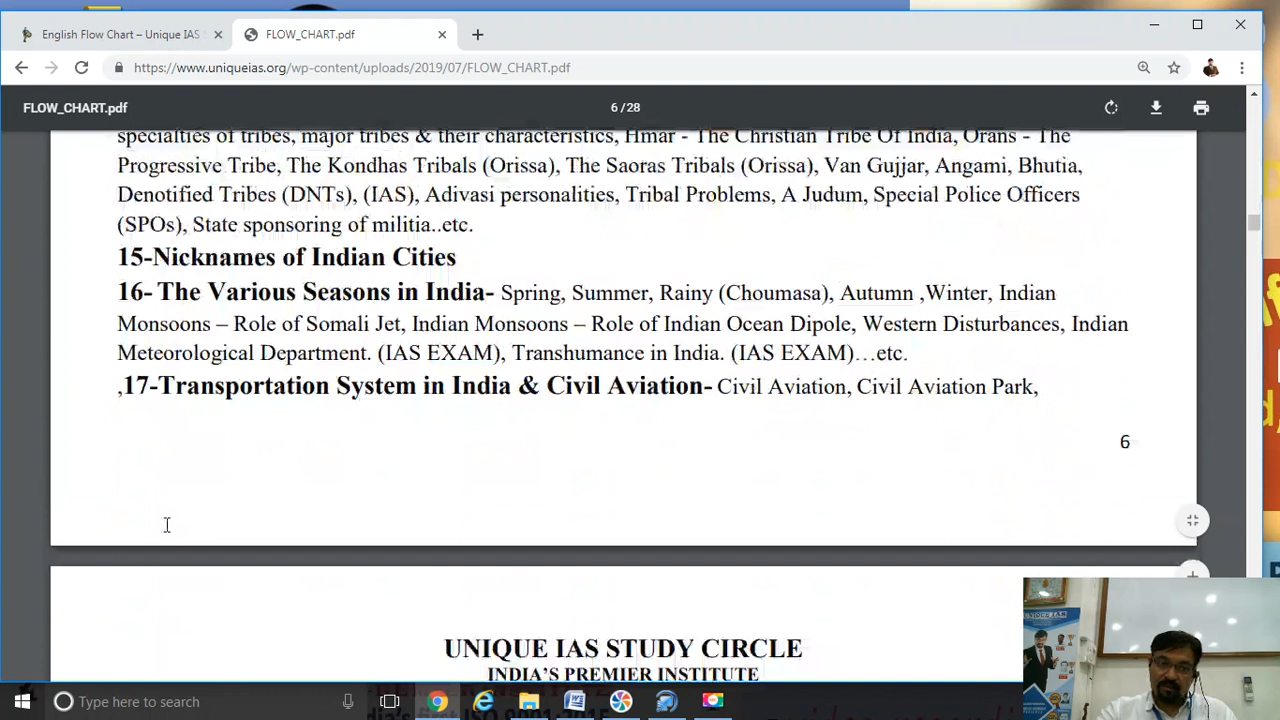 English Flow Chart – Unique IAS
FLOW_CHART.pdf
https://www.uniqueias.org/wp-content/uploads/2019/07/FLOW_CHART.pdf
FLOW_CHART.pdf
6 / 28
specialties of tribes, major tribes & their characteristics, Hmar - The Christian Tribe Of India, Orans - The
Progressive Tribe, The Kondhas Tribals (Orissa), The Saoras Tribals (Orissa), Van Gujjar, Angami, Bhutia,
Denotified Tribes (DNTs), (IAS), Adivasi personalities, Tribal Problems, A Judum, Special Police Officers
(SPOs), State sponsoring of militia..etc.
15-Nicknames of Indian Cities
16- The Various Seasons in India- Spring, Summer, Rainy (Choumasa), Autumn ,Winter, Indian
Monsoons – Role of Somali Jet, Indian Monsoons – Role of Indian Ocean Dipole, Western Disturbances, Indian
Meteorological Department. (IAS EXAM), Transhumance in India. (IAS EXAM)…etc.
,17-Transportation System in India & Civil Aviation- Civil Aviation, Civil Aviation Park,
6
UNIQUE IAS STUDY CIRCLE
INDIA'S PREMIER INSTITUTE
Type here to search